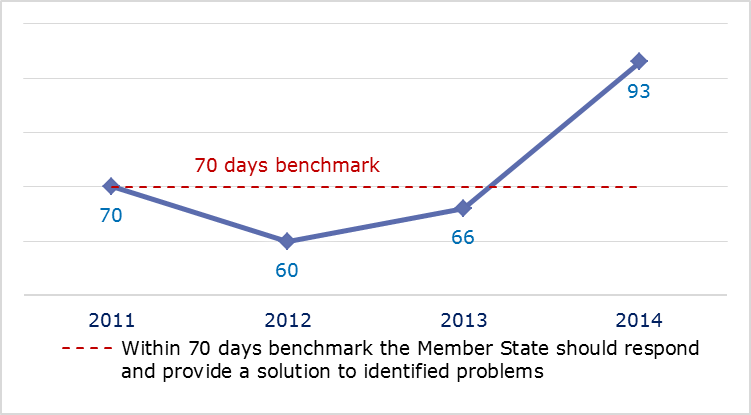 93
70 days benchmark
70
66
60
2011 2012 2013 2014
Within 70 days benchmark the Member State should respond
and provide a solution to identified problems